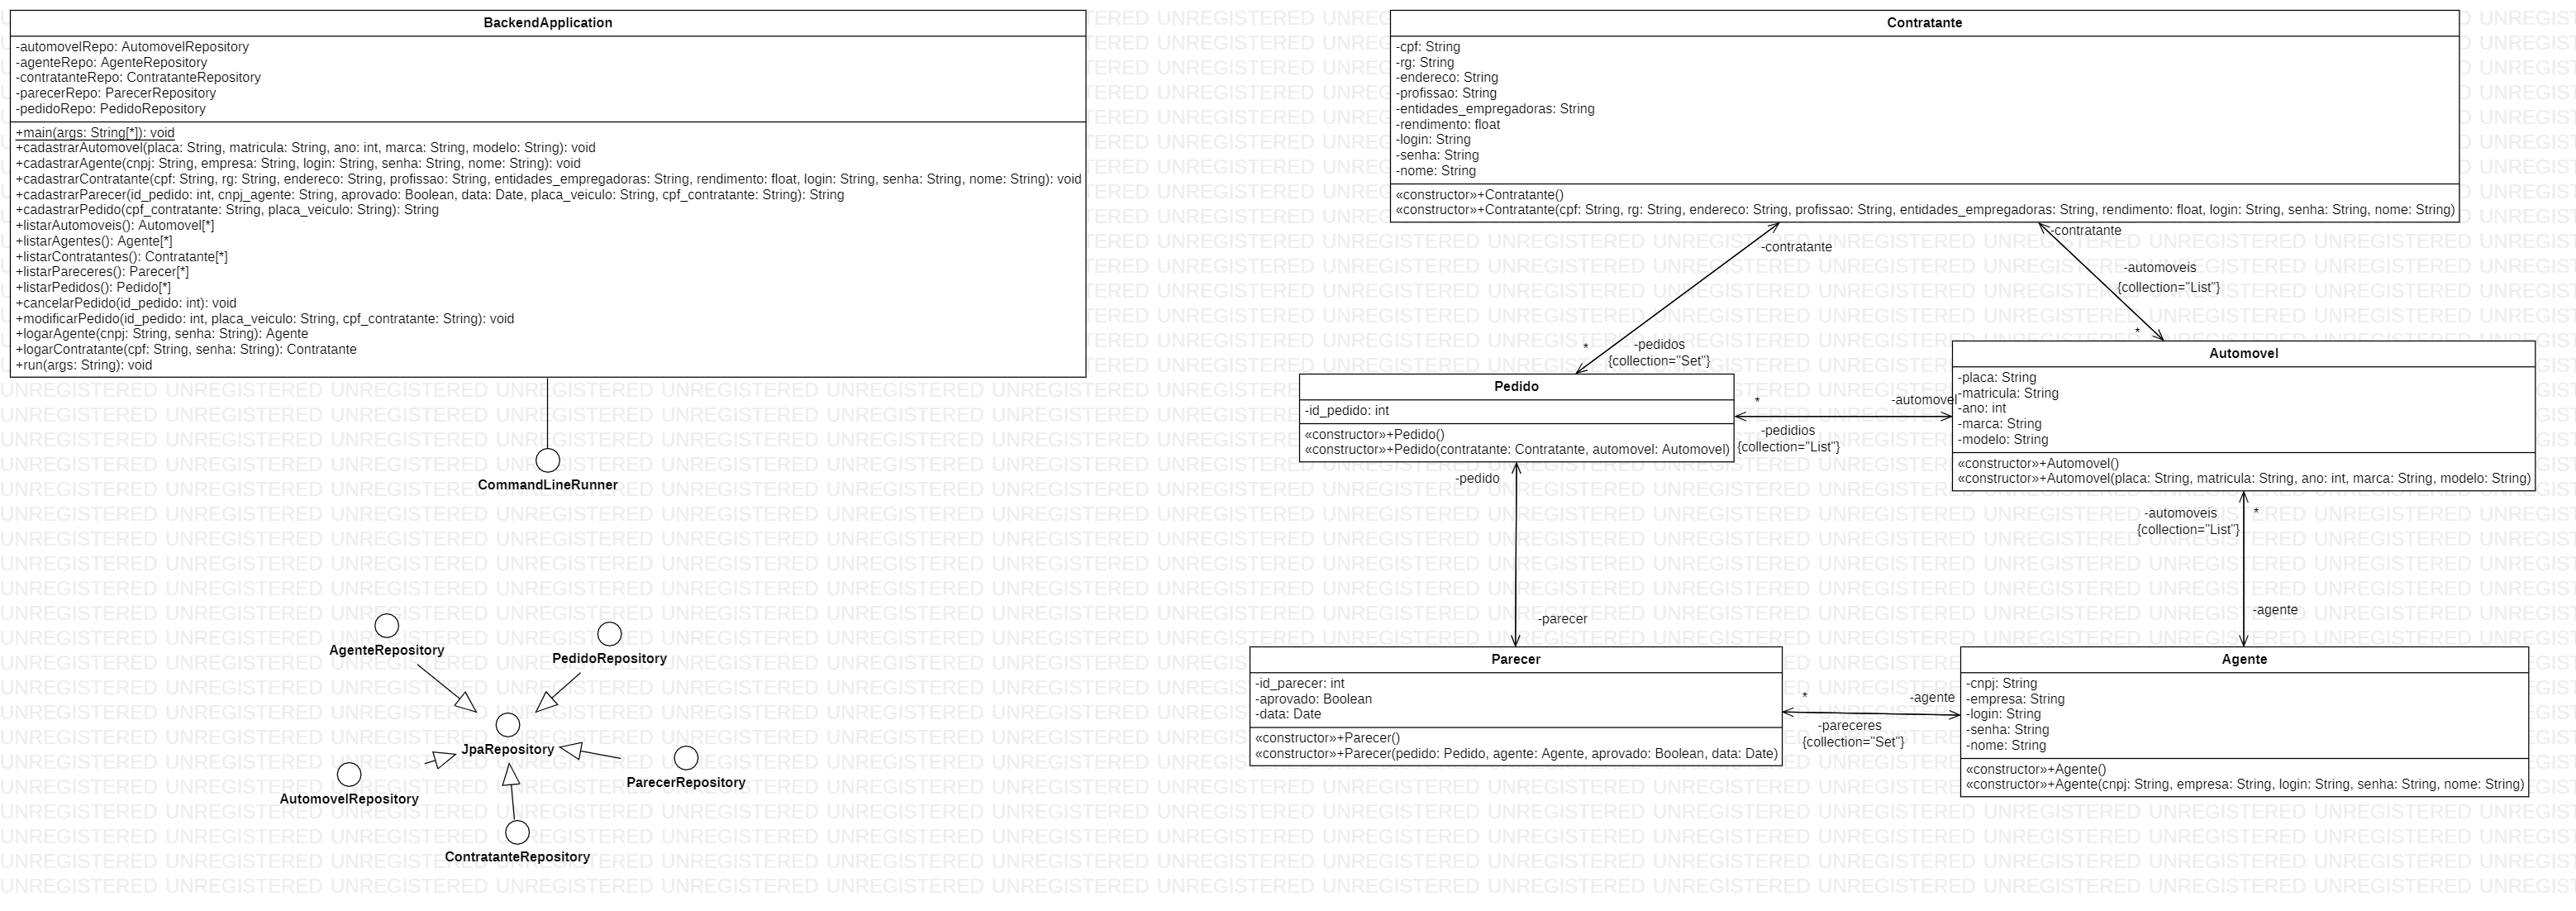 BackendApplication
-automovelRepo: AutomovelRepository
-agenteRepo: AgenteRepository
-contratanteRepo: ContratanteRepository
-parecerRepo: ParecerRepository
-pedidoRepo: PedidoRepository
+main(args: String[*]): void
+cadastrarAutomovel(placa: String, matricula: String, ano: int, marca: String, modelo: String): void
+cadastrarAgente(cnpj: String, empresa: String, login: String, senha: String, nome: String): void
+cadastrarContratante(cpf: String, rg: String, endereco: String, profissao: String, entidades_empregadoras: String, rendimento: float, login: String, senha: String, nome: String): void
+cadastrarParecer(id_pedido: int, cnpj_agente: String, aprovado: Boolean, data: Date, placa_veiculo: String, cpf_contratante: String): String
+cadastrarPedido(cpf_contratante: String, placa_veiculo: String): String
+listarAutomoveis(): Automovel[*]
+listarAgentes(): Agente[*]
+listarContratantes(): Contratante[*]
+listarPareceres(): Parecer[*]
+listarPedidos(): Pedido[*]
+cancelarPedido(id_pedido: int): void
+modificarPedido(id_pedido: int, placa_veiculo: String, cpf_contratante: String): void
+logarAgente(cnpj: String, senha: String): Agente
+logarContratante(cpf: String, senha: String): Contratante
+run(args: String): void
CommandLineRunner
AgenteRepository
PedidoRepository
JpaRepository
AutomovelRepository
ParecerRepository
ContratanteRepository
Contratante
-cpf: String
-rg: String
-endereco: String
-profissao: String
-entidades_empregadoras: String
-rendimento: float
-login: String
-senha: String
-nome: String
«constructor»+Contratante()
«constructor»+Contratante(cpf: String, rg: String, endereco: String, profissao: String, entidades_empregadoras: String, rendimento: float, login: String, senha: String, nome: String)
-contratante
-contratante
-automoveis
{collection="List"}
*
*
-pedidos
{collection="Set"}
Pedido
-id_pedido: int
«constructor»+Pedido()
«constructor»+Pedido(contratante: Contratante, automovel: Automovel)
*
-automovel
-pedidios
{collection="List"}
Automovel
-placa: String
-matricula: String
-ano: int
-marca: String
-modelo: String
«constructor»+Automovel()
«constructor»+Automovel(placa: String, matricula: String, ano: int, marca: String, modelo: String)
-pedido
-parecer
-automoveis
*
{collection="List"}
-agente
Parecer
-id_parecer: int
-aprovado: Boolean
-data: Date
«constructor»+Parecer()
«constructor»+Parecer(pedido: Pedido, agente: Agente, aprovado: Boolean, data: Date)
*
-agente
-pareceres
{collection="Set"}
Agente
-cnpj: String
-empresa: String
-login: String
-senha: String
-nome: String
«constructor»+Agente()
«constructor»+Agente(cnpj: String, empresa: String, login: String, senha: String, nome: String)
UNREGISTERED